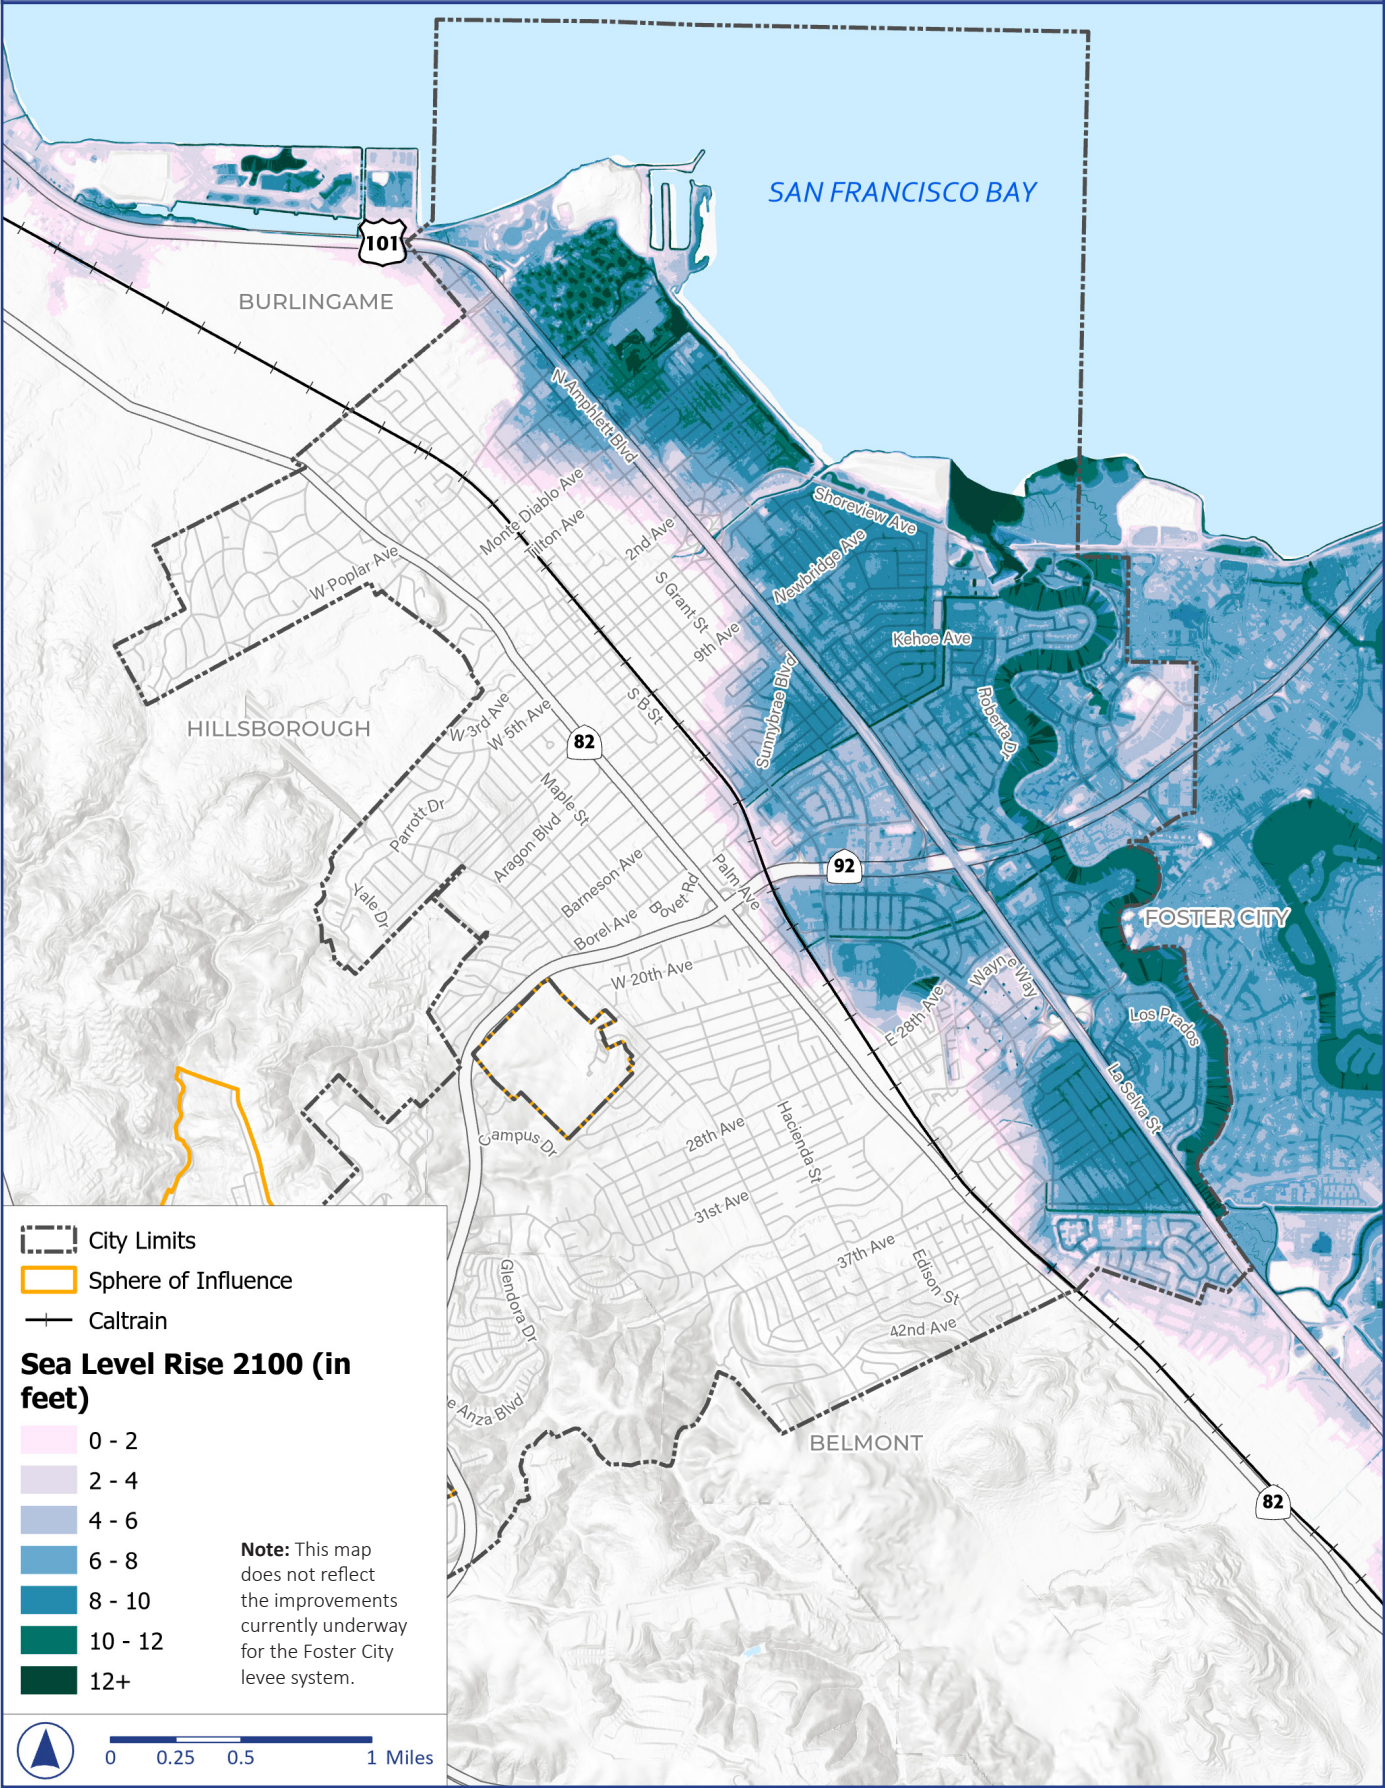 SAN FRANCISCO BAY
101
BURLINGAME
N Amphlett Blvd
Monte Diablo Ave
Tilton Ave
2nd Ave
Shoreview Ave
Newbridge Ave
W Poplar Ave
S Grant St
9th Ave
Kehoe Ave
Sunnybrae Blvd
Roberta Dr
HILLSBOROUGH
W 3rd Ave
W 5th Ave
S B St
82
Maple St
Parrott Dr
Aragon Blvd
Barneson Ave
Palm Ave
92
Yale Dr
Borel Ave
Bovet Rd
FOSTER CITY
W 20th Ave
Wayne Way
E 28th Ave
Los Prados
La Selva St
Campus Dr
28th Ave
Hacienda St
31st Ave
37th Ave
Edison St
Glendora Dr
42nd Ave
e Anza Blvd
BELMONT
82
City Limits
Sphere of Influence
Caltrain
Sea Level Rise 2100 (in
feet)
0 - 2
2 - 4
4 - 6
6 - 8
8 - 10
10 - 12
12+
Note: This map
does not reflect
the improvements
currently underway
for the Foster City
levee system.
0 0.25 0.5 1 Miles